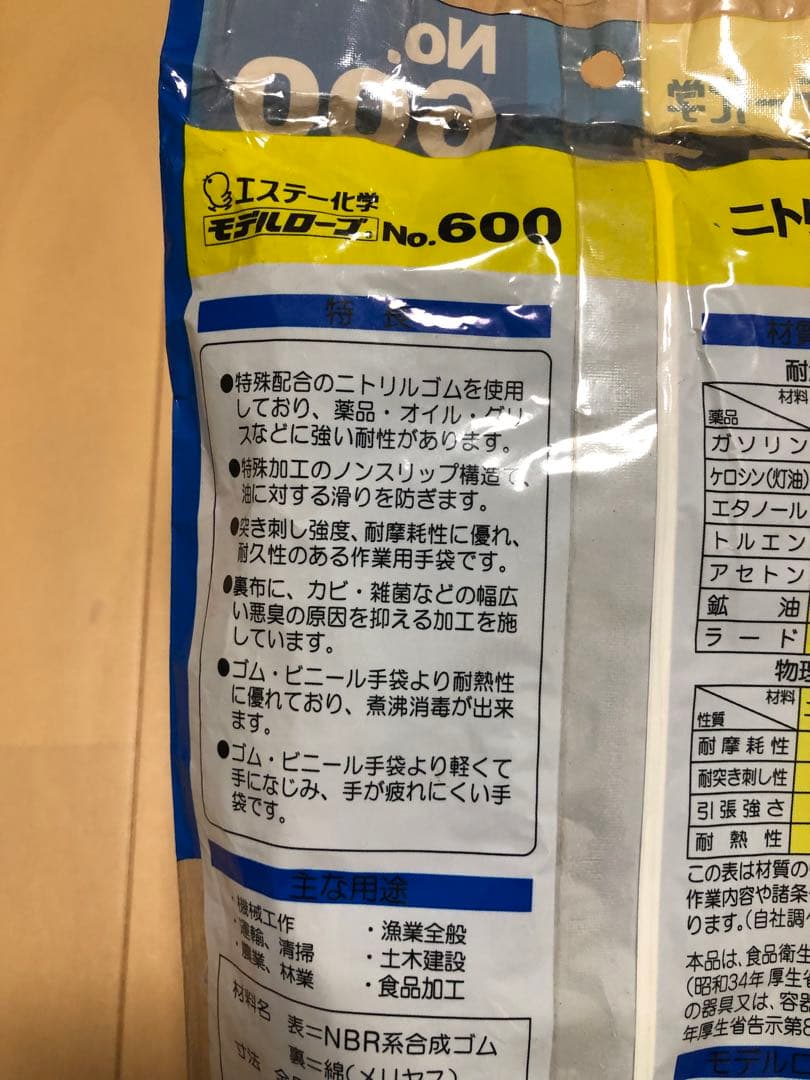 No.
600
エステー化学
モデルローブ® No.600
特長
●特殊配合のニトリルゴムを使用
しており、薬品・オイル・グリ
スなどに強い耐性があります。
●特殊加工のノンスリップ構造で、
油に対する滑りを防ぎます。
●突き刺し強度、耐摩耗性に優れ、
耐久性のある作業用手袋です。
●裏布に、カビ・雑菌などの幅広
い悪臭の原因を抑える加工を施
しています。
●ゴム・ビニール手袋より耐熱性
に優れており、煮沸消毒が出来
ます。
●ゴム・ビニール手袋より軽くて
手になじみ、手が疲れにくい手
袋です。
主な用途
・機械工作
・運輸、清掃
・農業、林業
・漁業全般
・土木建設
・食品加工
材料名 表＝NBR系合成ゴム
裏＝綿(メリヤス)
寸法
ニト
材質
耐
材料
薬品
ガソリン
ケロシン(灯油)
エタノール
トルエン
アセトン
鉱油
ラード
物理
材料
性質
耐摩耗性
耐突き刺し性
引張強さ
耐熱性
この表は材質の
作業内容や諸条
ります。(自社調
本品は、食品衛生
(昭和34年厚生省
の器具又は、容器
年厚生省告示第8
モデルロ